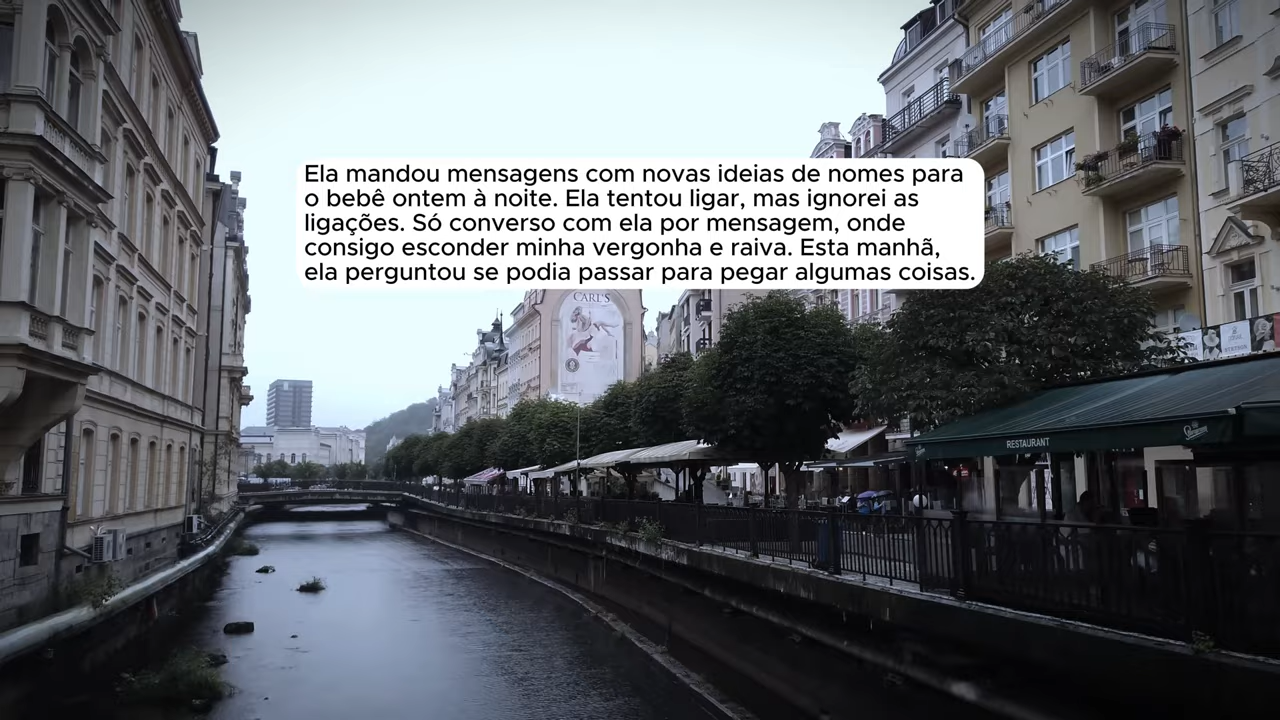 Ela mandou mensagens com novas ideias de nomes para
o bebê ontem à noite. Ela tentou ligar, mas ignorei as
ligações. Só converso com ela por mensagem, onde
consigo esconder minha vergonha e raiva. Esta manhã,
ela perguntou se podia passar para pegar algumas coisas.
CARL'S
RESTAURANT